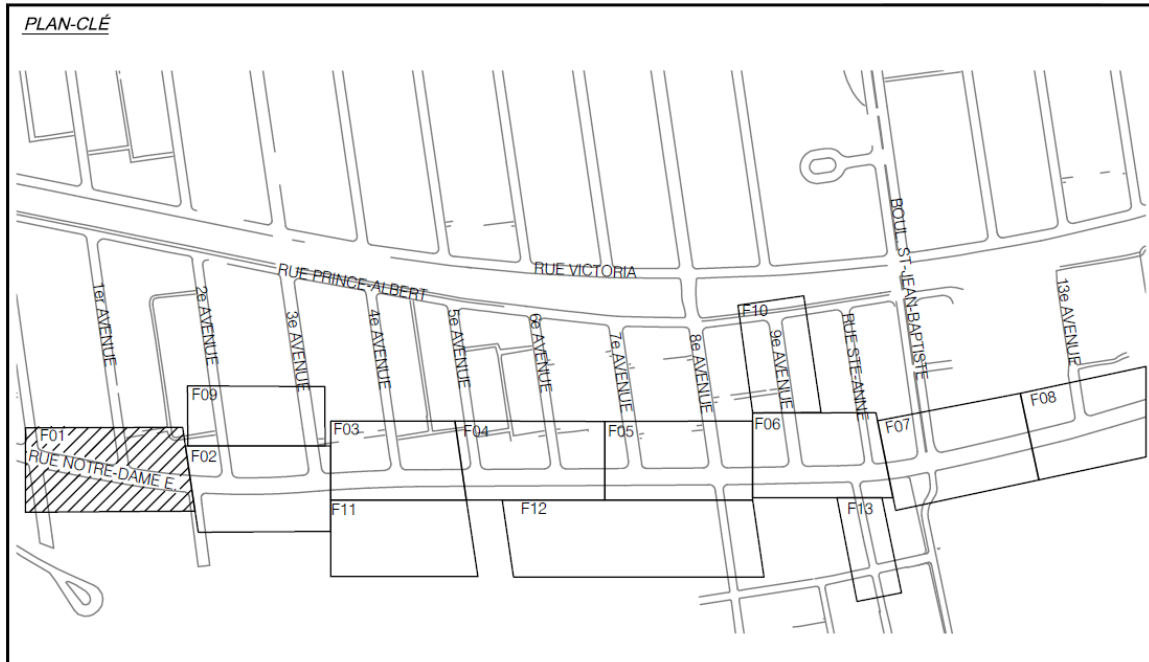 PLAN-CLÉ
RUE VICTORIA
RUE PRINCE-ALBERT
BOUL. ST-JEAN-BAPTISTE
1er AVENUE
2e AVENUE
3e AVENUE
4e AVENUE
5e AVENUE
6e AVENUE
7e AVENUE
8e AVENUE
9e AVENUE
RUE STE-ANNE
13e AVENUE
F10
F09
F08
F01
F02
F03
F04
F05
F06
F07
RUE NOTRE-DAME E.
F11
F12
F13